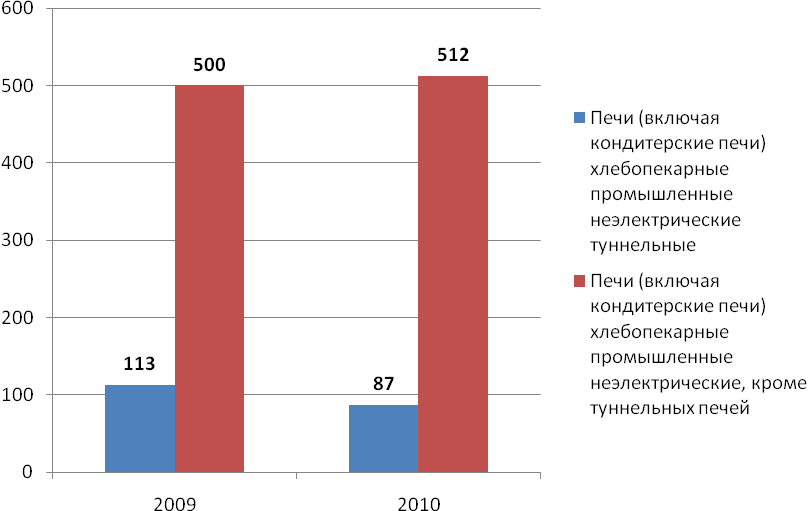 600
500
400
300
200
100
0
113
500
87
512
2009
2010
Печи (включая
кондитерские печи)
хлебопекарные
промышленные
неэлектрические
туннельные
Печи (включая
кондитерские печи)
хлебопекарные
промышленные
неэлектрические, кроме
туннельных печей